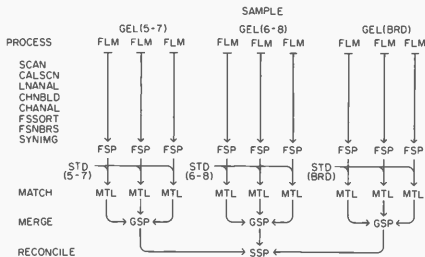 SAMPLE
GEL(5-7) GEL(6-8) GEL(BRD)
PROCESS FLM FLM FLM FLM FLM FLM FLM FLM FLM
SCAN
CALSCN
LNANAL
CHNBLD
CHANAL
FSSORT
FSNBRS
SYNIMG
FSP FSP FSP FSP FSP FSP FSP FSP FSP
STD STD STD
(5-7) (6-8) (BRD)
MATCH MTL MTL MTL MTL MTL MTL MTL MTL MTL
MERGE GSP GSP GSP
RECONCILE SSP